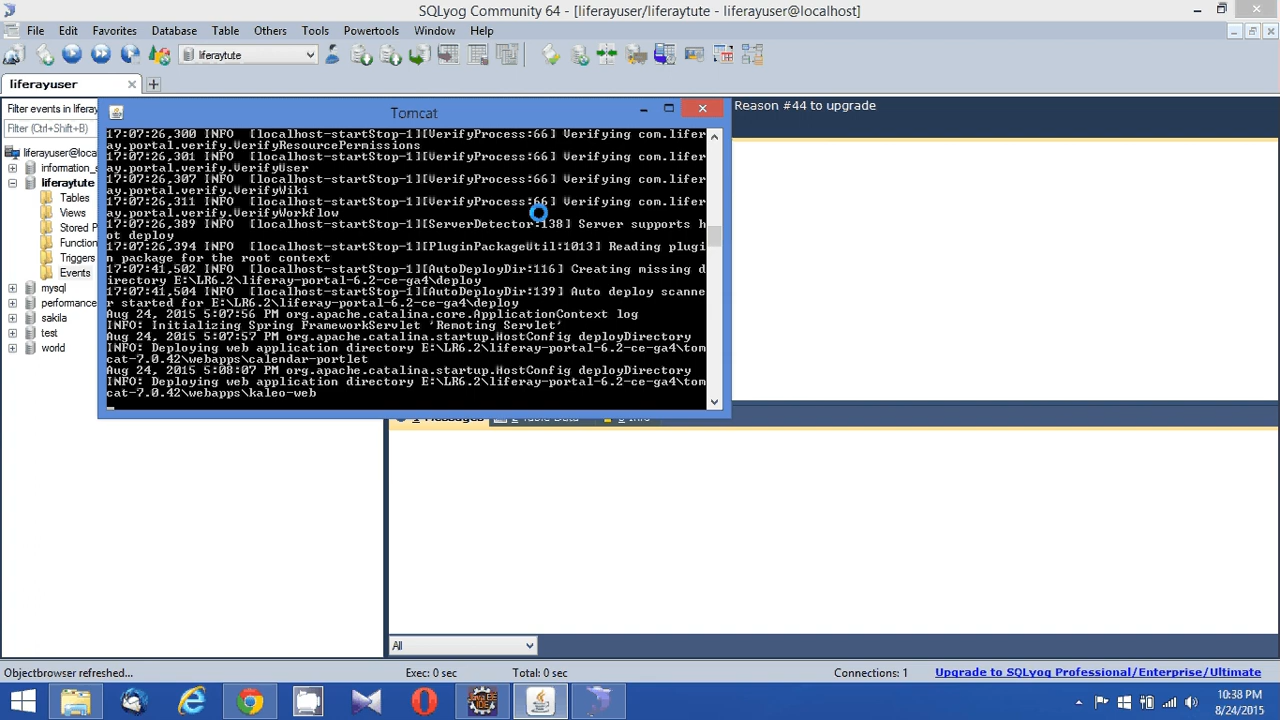 SQLyog Community 64 - [liferayuser/liferaytute - liferayuser@localhost]
File Edit Favorites Database Table Others Tools Powertools Window Help
liferaytute
liferayuser
Filter events in liferay
Filter (Ctrl+Shift+B)
liferayuser@loca
information_s
liferaytute
Tables
Views
Stored P
Function
Triggers
Events
mysql
performance
sakila
test
world
Reason #44 to upgrade
Tomcat
17:07:26,300 INFO [localhost-startStop-1][VerifyProcess:66] Verifying com.lifer
ay.portal.verify.VerifyResourcePermissions
17:07:26,301 INFO [localhost-startStop-1][VerifyProcess:66] Verifying com.lifer
ay.portal.verify.VerifyUser
17:07:26,307 INFO [localhost-startStop-1][VerifyProcess:66] Verifying com.lifer
ay.portal.verify.VerifyWiki
17:07:26,311 INFO [localhost-startStop-1][VerifyProcess:66] Verifying com.lifer
ay.portal.verify.VerifyWorkflow
17:07:26,389 INFO [localhost-startStop-1][ServerDetector:138] Server supports h
ot deploy
17:07:26,394 INFO [localhost-startStop-1][PluginPackageUtil:1013] Reading plugi
n package for the root context
17:07:41,502 INFO [localhost-startStop-1][AutoDeployDir:116] Creating missing d
irectory E:\LR6.2\liferay-portal-6.2-ce-ga4\deploy
17:07:41,504 INFO [localhost-startStop-1][AutoDeployDir:139] Auto deploy scanne
r started for E:\LR6.2\liferay-portal-6.2-ce-ga4\deploy
Aug 24, 2015 5:07:56 PM org.apache.catalina.core.ApplicationContext log
INFO: Initializing Spring FrameworkServlet 'Remoting Servlet'
Aug 24, 2015 5:07:57 PM org.apache.catalina.startup.HostConfig deployDirectory
INFO: Deploying web application directory E:\LR6.2\liferay-portal-6.2-ce-ga4\tom
cat-7.0.42\webapps\calendar-portlet
Aug 24, 2015 5:08:07 PM org.apache.catalina.startup.HostConfig deployDirectory
INFO: Deploying web application directory E:\LR6.2\liferay-portal-6.2-ce-ga4\tom
cat-7.0.42\webapps\kaleo-web
1 Messages 2 Table Data 3 Info
All
Objectbrowser refreshed... Exec: 0 sec Total: 0 sec Connections: 1 Upgrade to SQLyog Professional/Enterprise/Ultimate
10:38 PM
8/24/2015